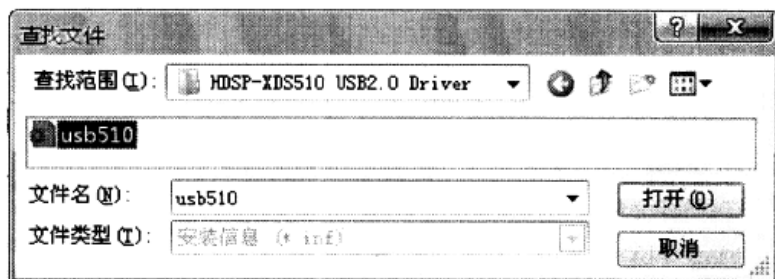 查找文件
查找范围(I): HDSP-XDS510 USB2.0 Driver
usb510
文件名(N): usb510 打开(O)
文件类型(T): 安装信息 (*.inf) 取消